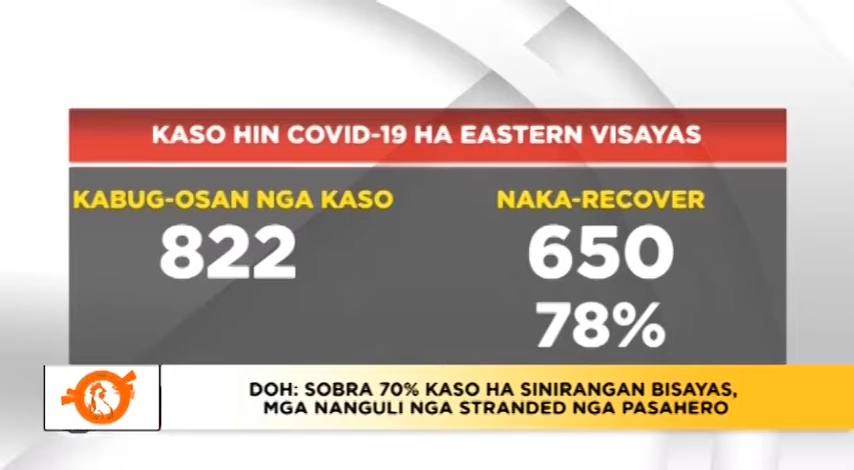 KASO HIN COVID-19 HA EASTERN VISAYAS
KABUG-OSAN NGA KASO
822
NAKA-RECOVER
650
78%
DOH: SOBRA 70% KASO HA SINIRANGAN BISAYAS,
MGA NANGULI NGA STRANDED NGA PASAHERO